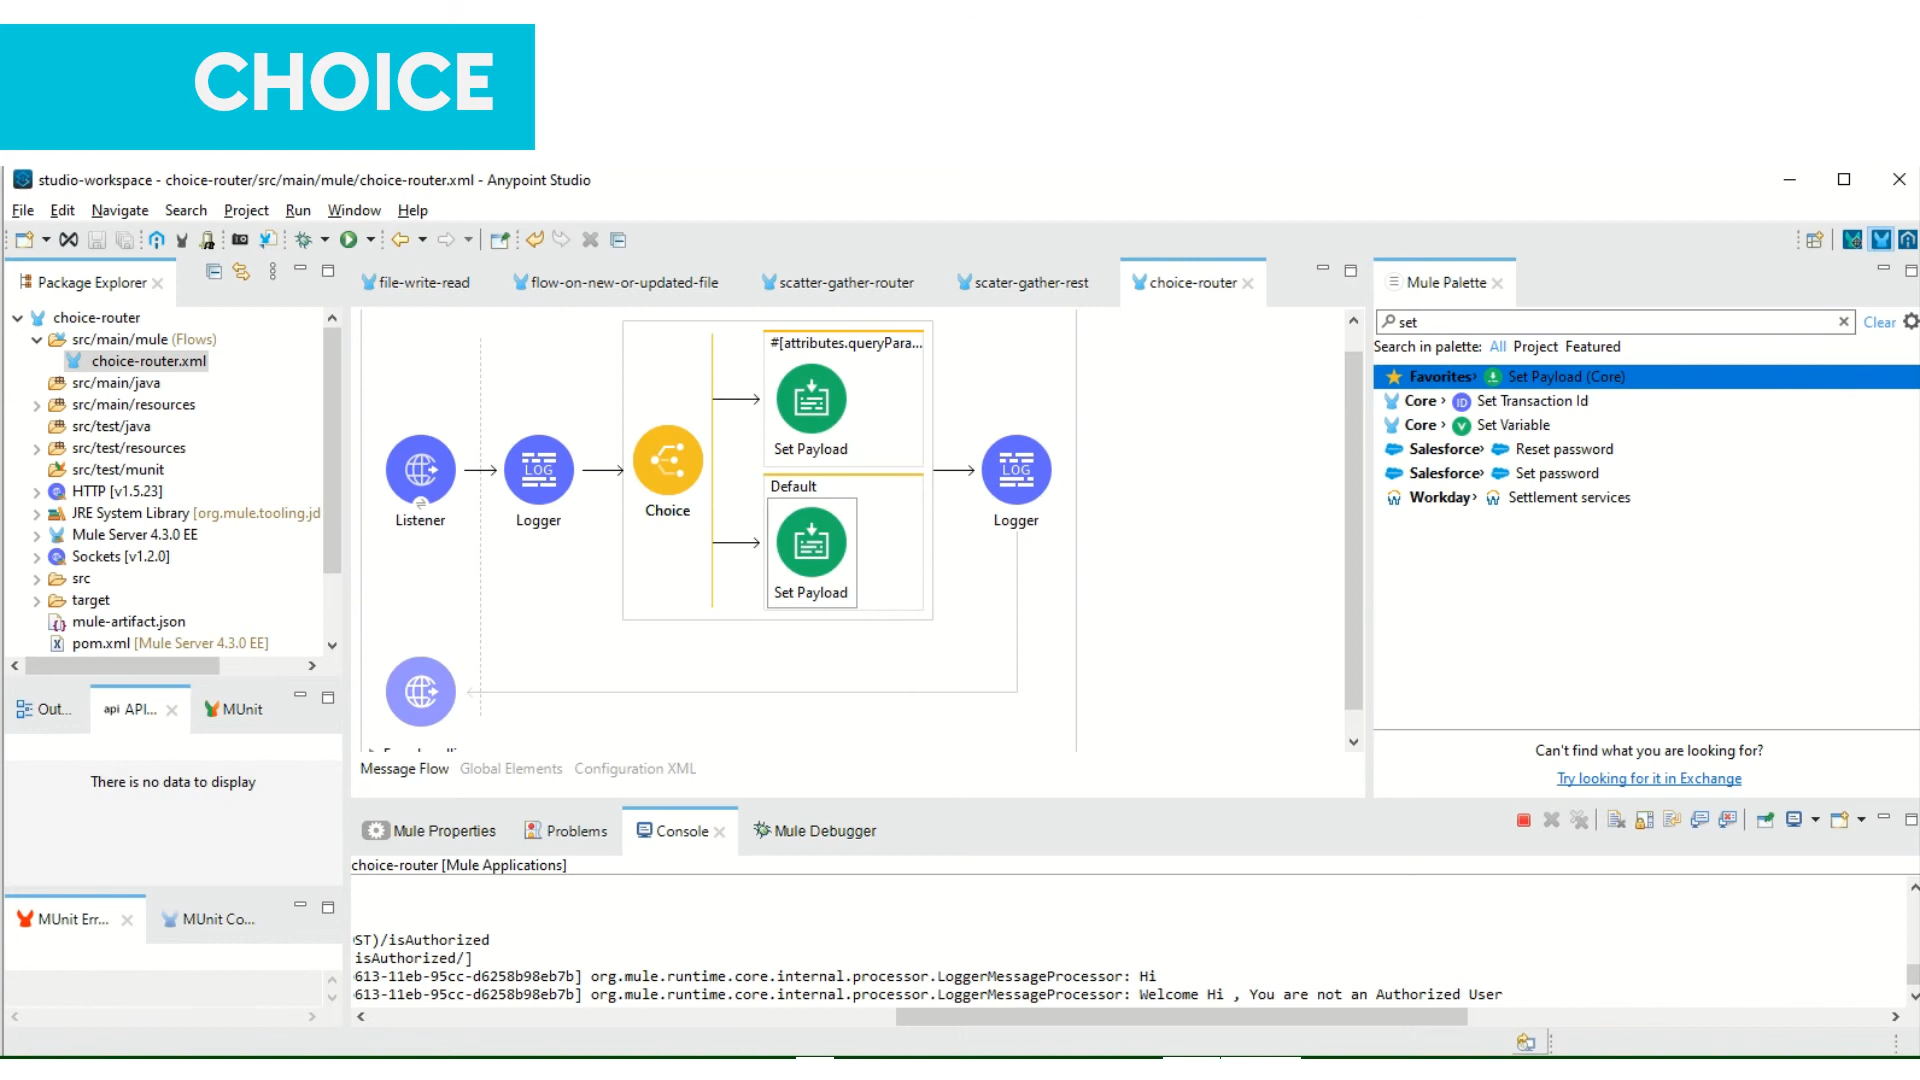 CHOICE
studio-workspace - choice-router/src/main/mule/choice-router.xml - Anypoint Studio
File Edit Navigate Search Project Run Window Help
Package Explorer
file-write-read
flow-on-new-or-updated-file
scatter-gather-router
scater-gather-rest
choice-router
Mule Palette
choice-router
src/main/mule (Flows)
choice-router.xml
src/main/java
src/main/resources
src/test/java
src/test/resources
src/test/munit
HTTP [v1.5.23]
JRE System Library [org.mule.tooling.jd
Mule Server 4.3.0 EE
Sockets [v1.2.0]
src
target
mule-artifact.json
pom.xml [Mule Server 4.3.0 EE]
Out...
api API...
MUnit
There is no data to display
MUnit Err...
MUnit Co...
#[attributes.queryPara...
Set Payload
Default
Set Payload
Listener
LOG
Logger
Choice
LOG
Logger
Message Flow Global Elements Configuration XML
set
Clear
Search in palette: All Project Featured
Favorites> Set Payload (Core)
Core > ID Set Transaction Id
Core > V Set Variable
Salesforce> Reset password
Salesforce> Set password
Workday> Settlement services
Can't find what you are looking for?
Try looking for it in Exchange
Mule Properties
Problems
Console
Mule Debugger
choice-router [Mule Applications]
ST)/isAuthorized
isAuthorized/]
613-11eb-95cc-d6258b98eb7b] org.mule.runtime.core.internal.processor.LoggerMessageProcessor: Hi
613-11eb-95cc-d6258b98eb7b] org.mule.runtime.core.internal.processor.LoggerMessageProcessor: Welcome Hi , You are not an Authorized User